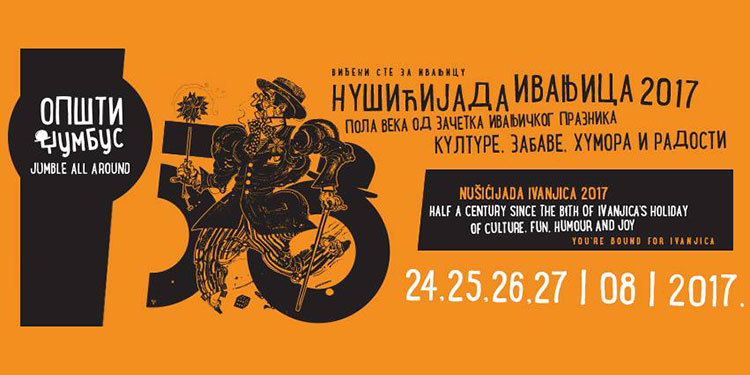 ОПШТИ
ЏУМБУС
JUMBLE ALL AROUND
50
ВИЂЕНИ СТЕ ЗА ИВАЊИЦУ
НУШИЋИЈАДА ИВАЊИЦА 2017
ПОЛА ВЕКА ОД ЗАЧЕТКА ИВАЊИЧКОГ ПРАЗНИКА
КУЛТУРЕ, ЗАБАВЕ, ХУМОРА И РАДОСТИ
NUŠIĆIJADA IVANJICA 2017
HALF A CENTURY SINCE THE BITH OF IVANJICA'S HOLIDAY
OF CULTURE, FUN, HUMOUR AND JOY
YOU'RE BOUND FOR IVANJICA
24.25.26.27 | 08 | 2017.